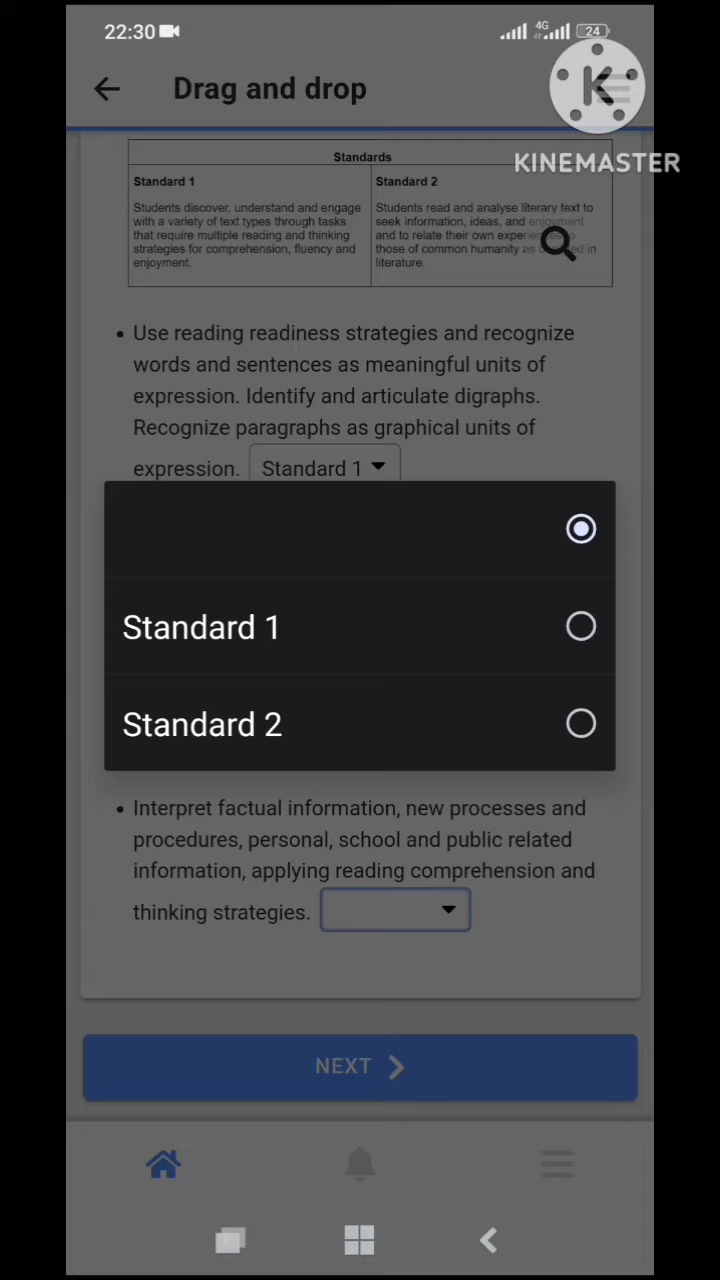 22:30
4G
24
Drag and drop
KINEMASTER
Standards
Standard 1
Standard 2
Students discover, understand and engage
with a variety of text types through tasks
that require multiple reading and thinking
strategies for comprehension, fluency and
enjoyment.
Students read and analyse literary text to
seek information, ideas, and enjoyment
and to relate their own
those of common humanity as in
literature.
• Use reading readiness strategies and recognize
words and sentences as meaningful units of
expression. Identify and articulate digraphs.
Recognize paragraphs as graphical units of
expression. Standard 1
Standard 1
Standard 2
• Interpret factual information, new processes and
procedures, personal, school and public related
information, applying reading comprehension and
thinking strategies.
NEXT